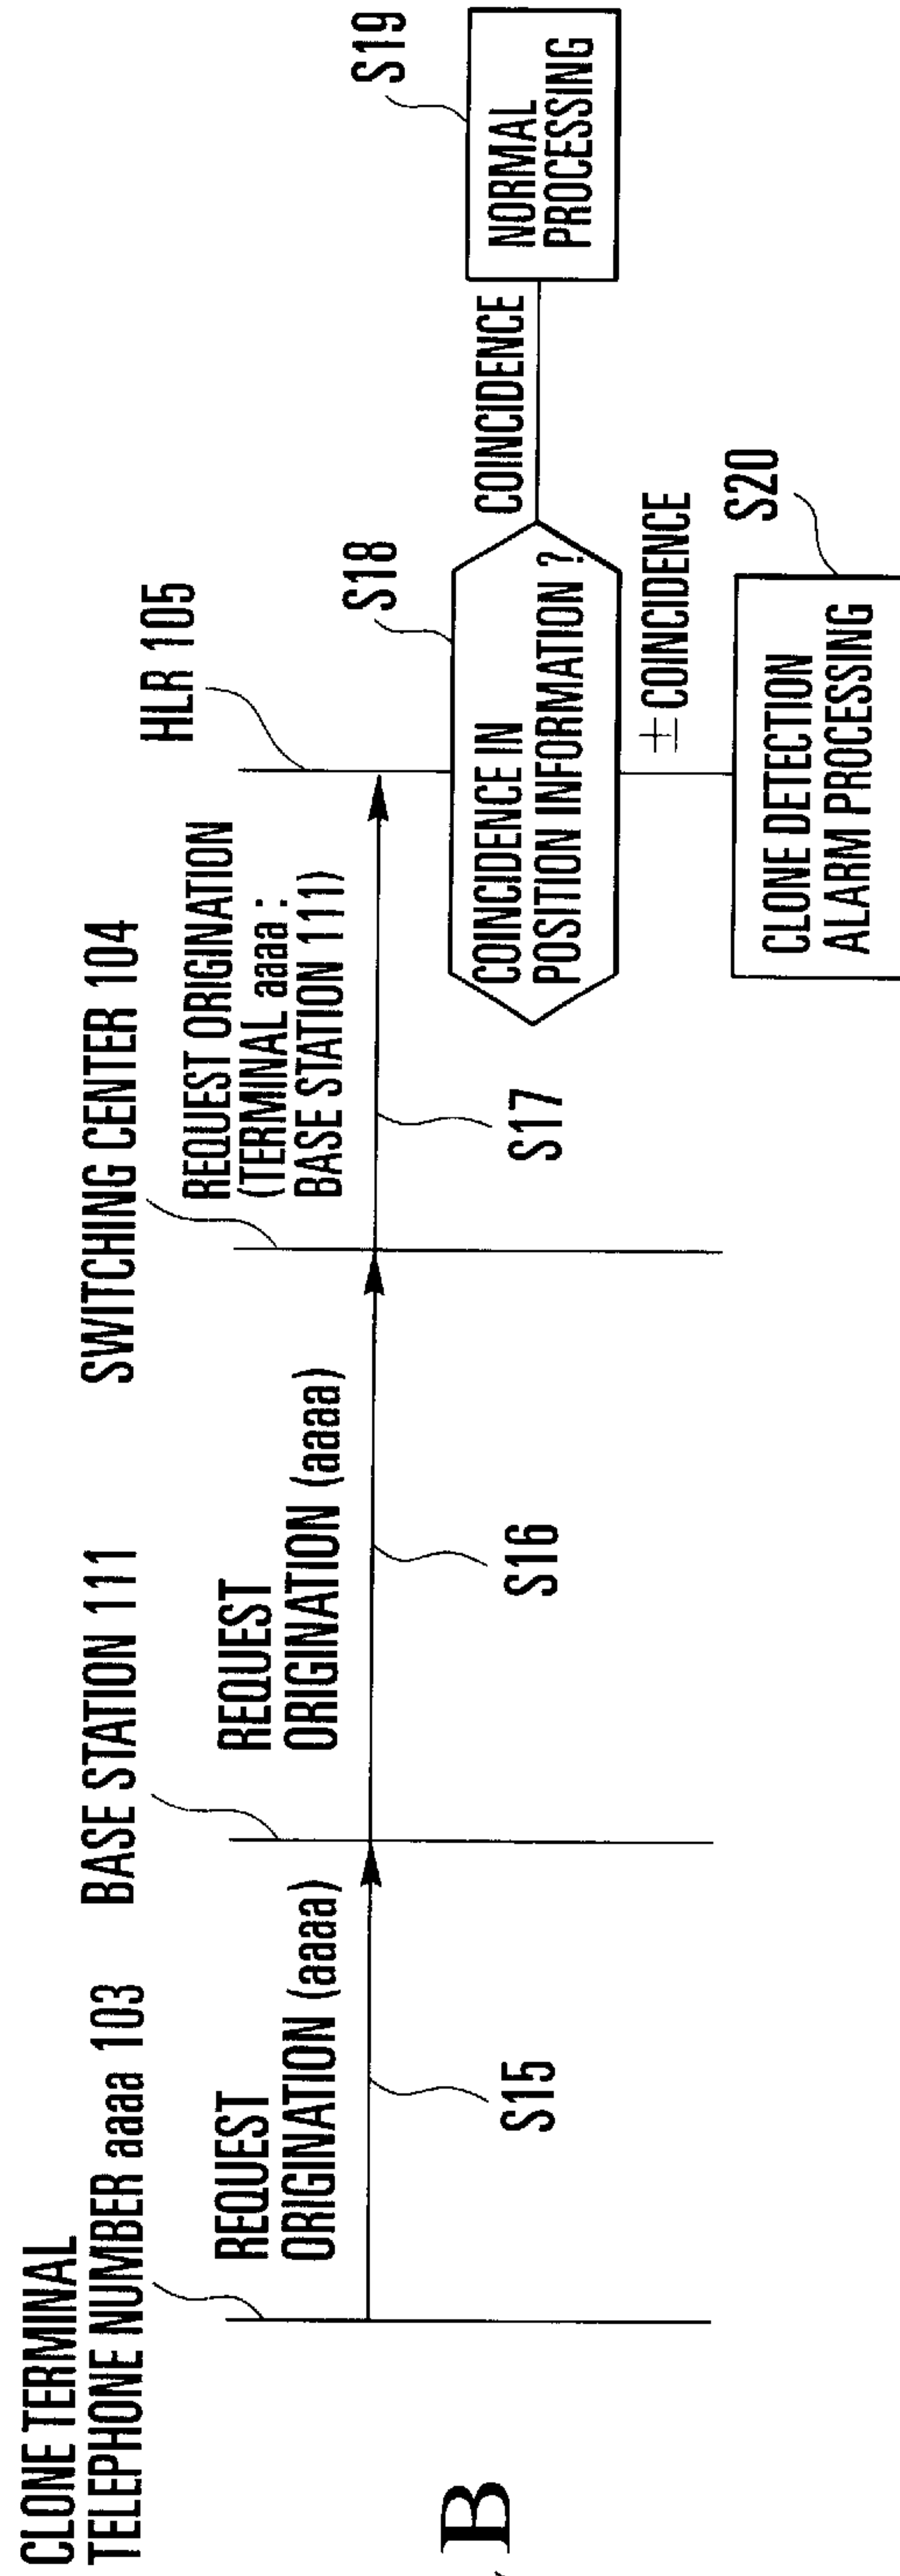 CLONE TERMINAL
TELEPHONE NUMBER aaaa 103
BASE STATION 111
SWITCHING CENTER 104
HLR 105
REQUEST
ORIGINATION (aaaa)
S15
REQUEST
ORIGINATION (aaaa)
S16
REQUEST ORIGINATION
(TERMINAL aaaa :
BASE STATION 111)
S17
S18
COINCIDENCE IN
POSITION INFORMATION ?
COINCIDENCE
S19
NORMAL
PROCESSING
± COINCIDENCE
S20
CLONE DETECTION
ALARM PROCESSING
B